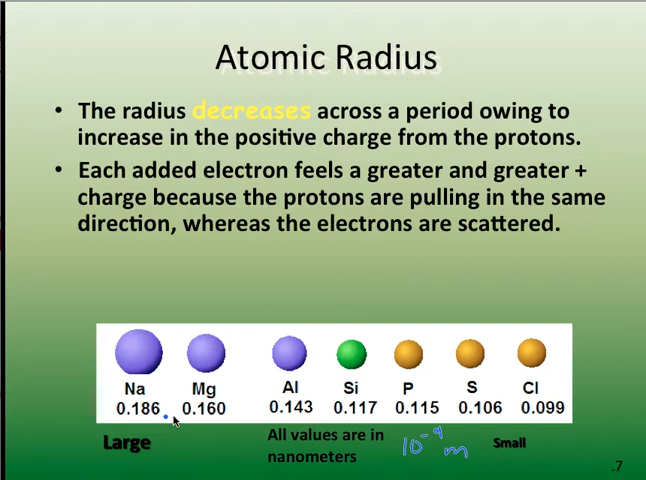 Atomic Radius
• The radius decreases across a period owing to
increase in the positive charge from the protons.
• Each added electron feels a greater and greater +
charge because the protons are pulling in the same
direction, whereas the electrons are scattered.
Na Mg Al Si P S Cl
0.186 0.160 0.143 0.117 0.115 0.106 0.099
Large All values are in nanometers 10⁻⁹ m Small
.7